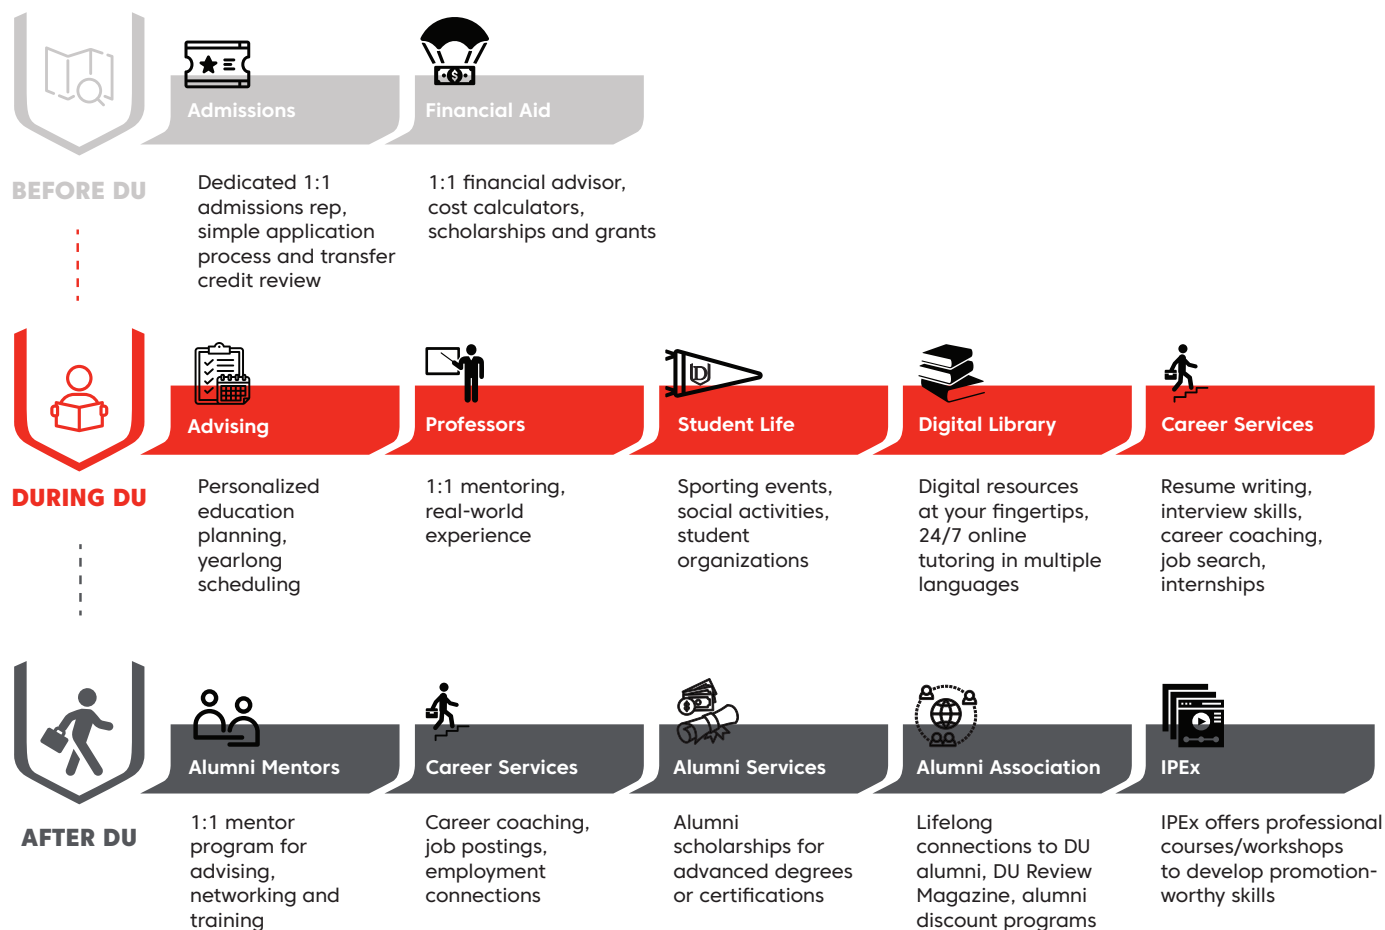 BEFORE DU
Admissions
Dedicated 1:1
admissions rep,
simple application
process and transfer
credit review
Financial Aid
1:1 financial advisor,
cost calculators,
scholarships and grants
DURING DU
Advising
Personalized
education
planning,
yearlong
scheduling
Professors
1:1 mentoring,
real-world
experience
Student Life
Sporting events,
social activities,
student
organizations
Digital Library
Digital resources
at your fingertips,
24/7 online
tutoring in multiple
languages
Career Services
Resume writing,
interview skills,
career coaching,
job search,
internships
AFTER DU
Alumni Mentors
1:1 mentor
program for
advising,
networking and
training
Career Services
Career coaching,
job postings,
employment
connections
Alumni Services
Alumni
scholarships for
advanced degrees
or certifications
Alumni Association
Lifelong
connections to DU
alumni, DU Review
Magazine, alumni
discount programs
IPEx
IPEx offers professional
courses/workshops
to develop promotion-
worthy skills